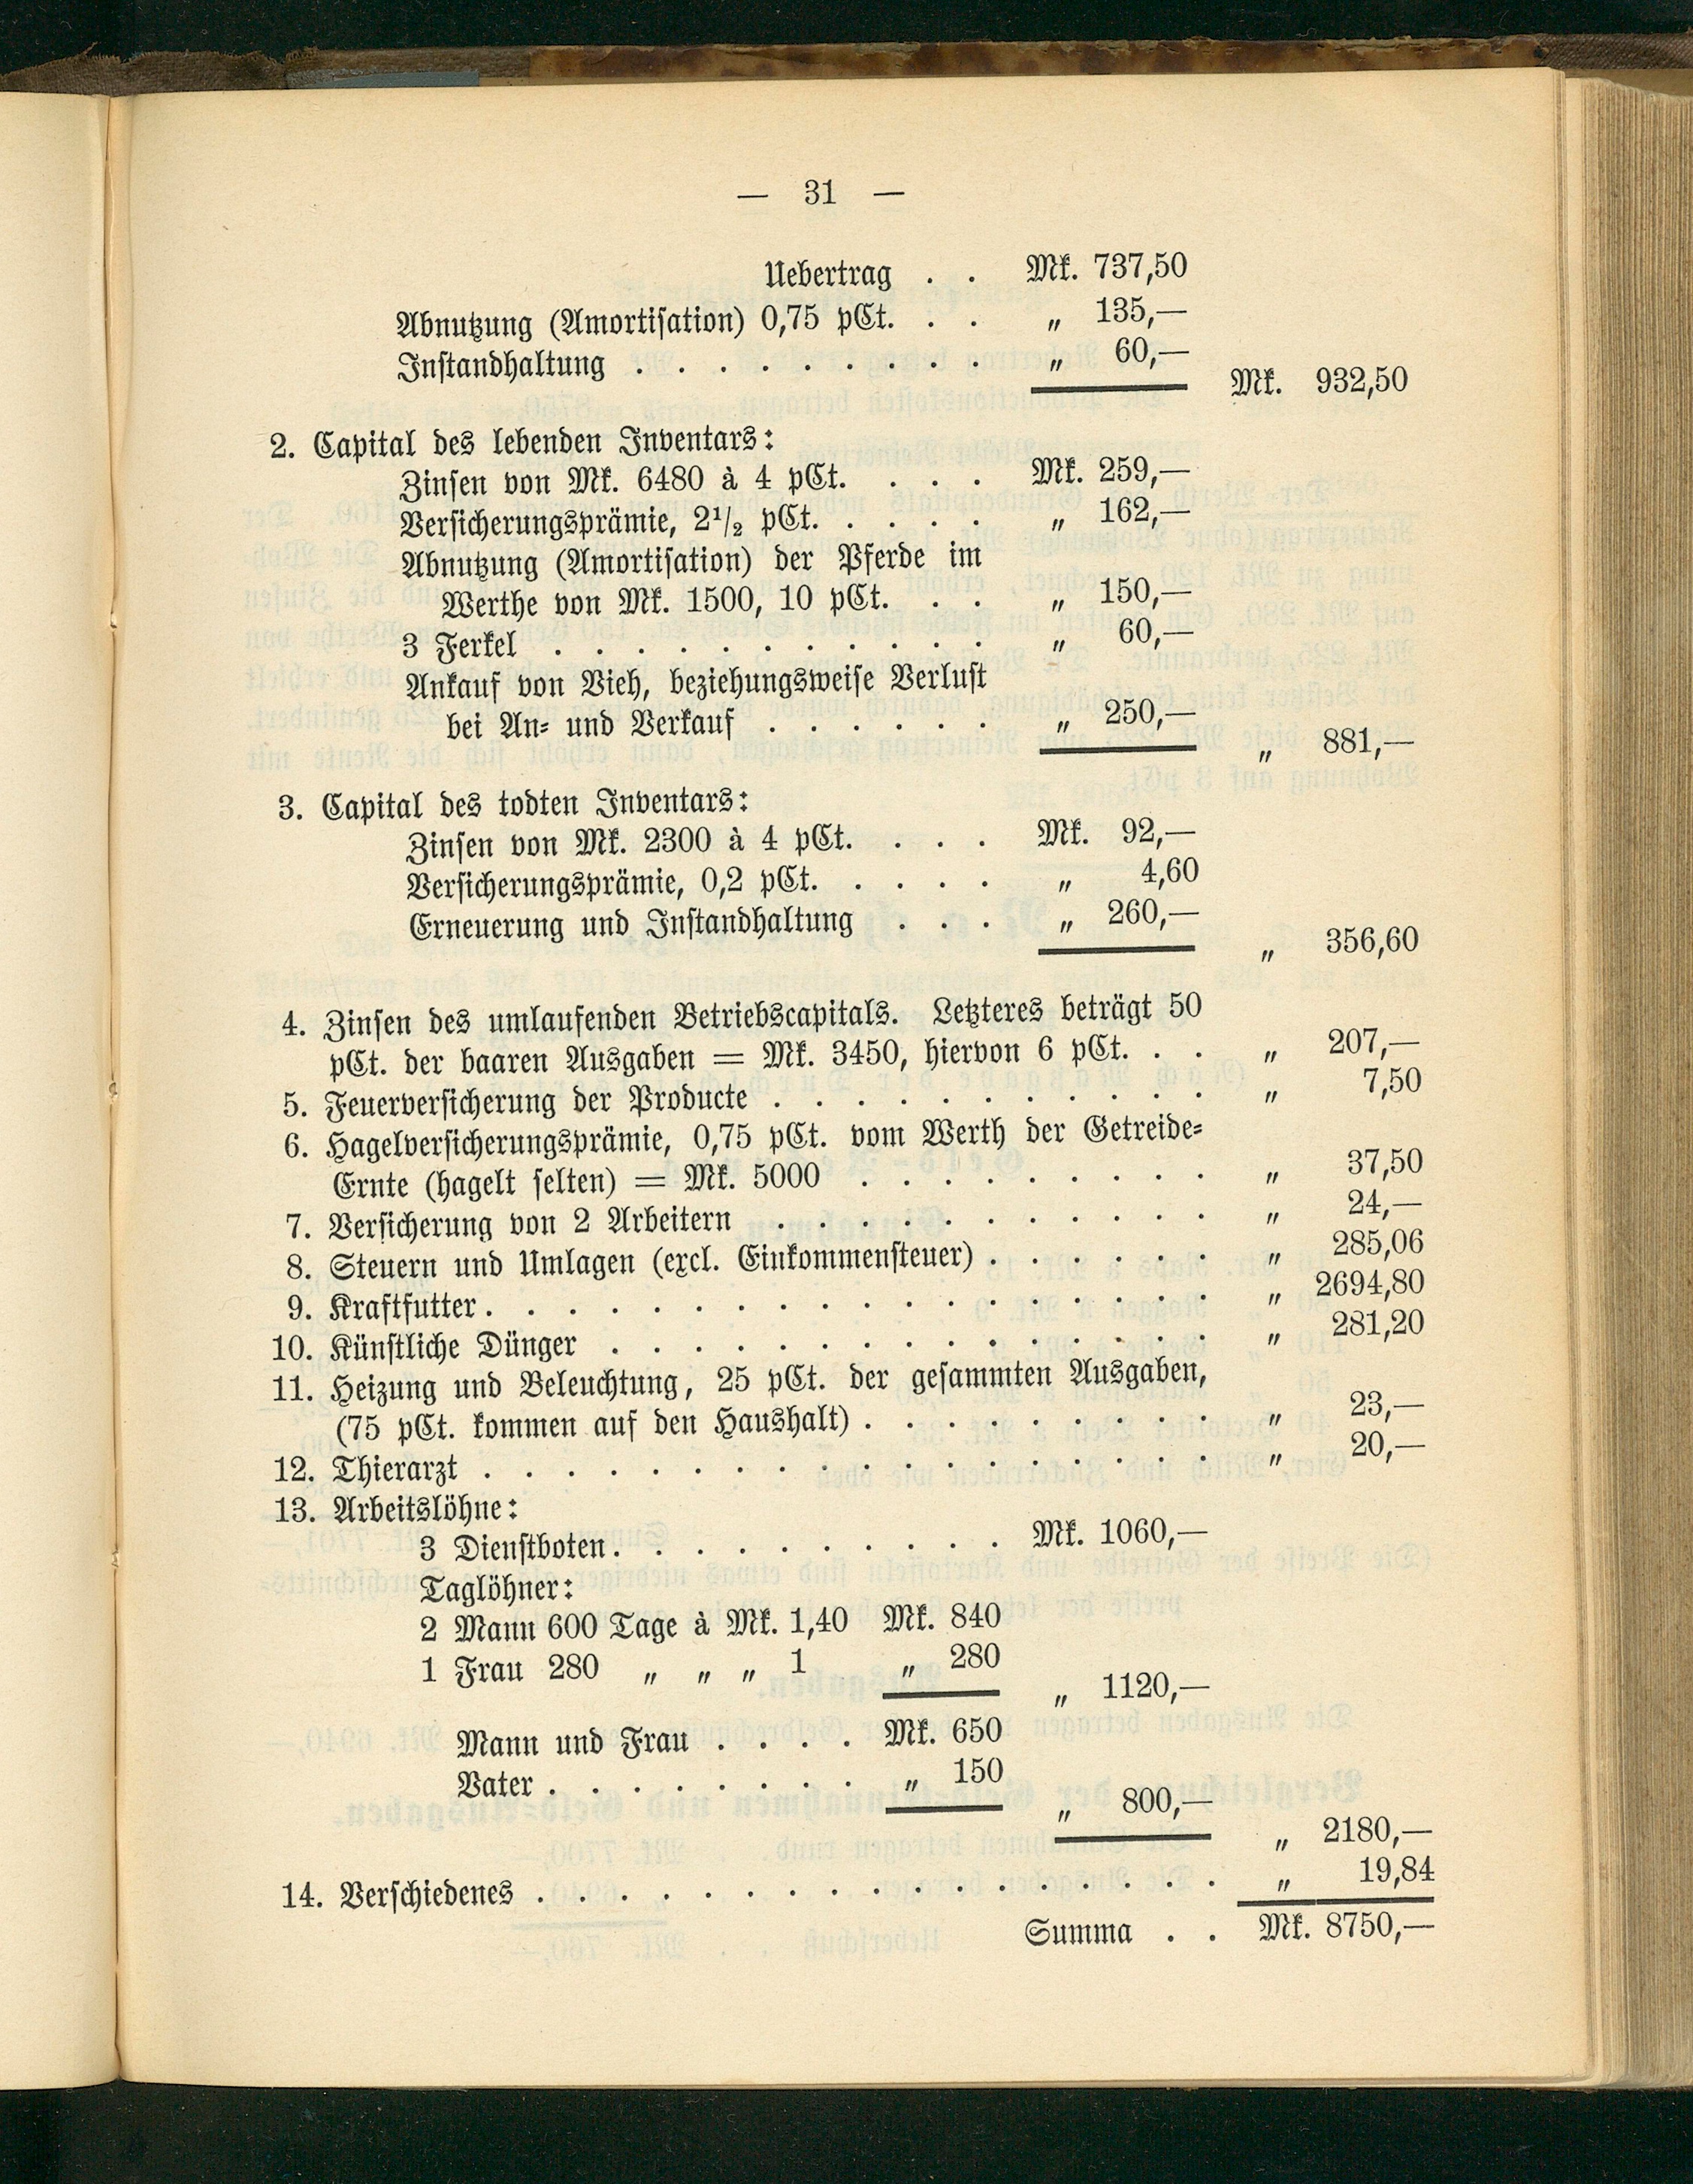 — 31 —
Uebertrag . . Mk. 737,50
Abnutzung (Amortisation) 0,75 pCt. . . „ 135,—
Instandhaltung . . . . . . . . . „ 60,—
Mk. 932,50
2. Capital des lebenden Inventars:
Zinsen von Mk. 6480 à 4 pCt. . . . Mk. 259,—
Versicherungsprämie, 2½ pCt. . . . . „ 162,—
Abnutzung (Amortisation) der Pferde im
Werthe von Mk. 1500, 10 pCt. . . „ 150,—
3 Ferkel . . . . . . . . . . . „ 60,—
Ankauf von Vieh, beziehungsweise Verlust
bei An- und Verkauf . . . . . . „ 250,—
„ 881,—
3. Capital des todten Inventars:
Zinsen von Mk. 2300 à 4 pCt. . . . Mk. 92,—
Versicherungsprämie, 0,2 pCt. . . . . „ 4,60
Erneuerung und Instandhaltung . . . „ 260,—
„ 356,60
4. Zinsen des umlaufenden Betriebscapitals. Letzteres beträgt 50
pCt. der baaren Ausgaben = Mk. 3450, hiervon 6 pCt. . . „ 207,—
5. Feuerversicherung der Producte . . . . . . . . . . . „ 7,50
6. Hagelversicherungsprämie, 0,75 pCt. vom Werth der Getreide-
Ernte (hagelt selten) = Mk. 5000 . . . . . . . . . „ 37,50
7. Versicherung von 2 Arbeitern . . . . . . . . . . . „ 24,—
8. Steuern und Umlagen (excl. Einkommensteuer) . . . . . . „ 285,06
9. Kraftfutter . . . . . . . . . . . . . . . . . . „ 2694,80
10. Künstliche Dünger . . . . . . . . . . . . . . . „ 281,20
11. Heizung und Beleuchtung, 25 pCt. der gesammten Ausgaben,
(75 pCt. kommen auf den Haushalt) . . . . . . . . . „ 23,—
12. Thierarzt . . . . . . . . . . . . . . . . . . „ 20,—
13. Arbeitslöhne:
3 Dienstboten . . . . . . . . . . Mk. 1060,—
Taglöhner:
2 Mann 600 Tage à Mk. 1,40 Mk. 840
1 Frau 280 „ „ „ 1 „ 280
„ 1120,—
Mann und Frau . . . . Mk. 650
Vater . . . . . . . . „ 150
„ 800,—
„ 2180,—
14. Verschiedenes . . . . . . . . . . . . . . . . . „ 19,84
Summa . . Mk. 8750,—